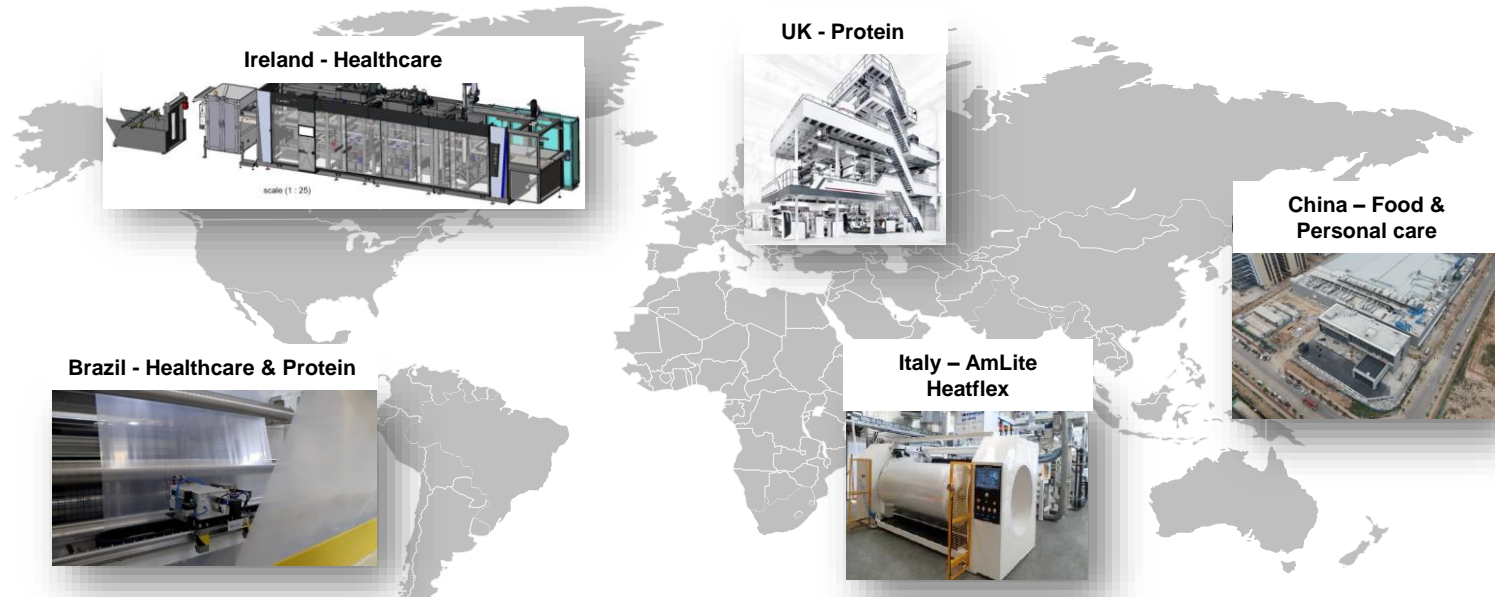 Ireland - Healthcare
scale (1 : 25)
UK - Protein
China – Food &
Personal care
Brazil - Healthcare & Protein
Italy – AmLite
Heatflex